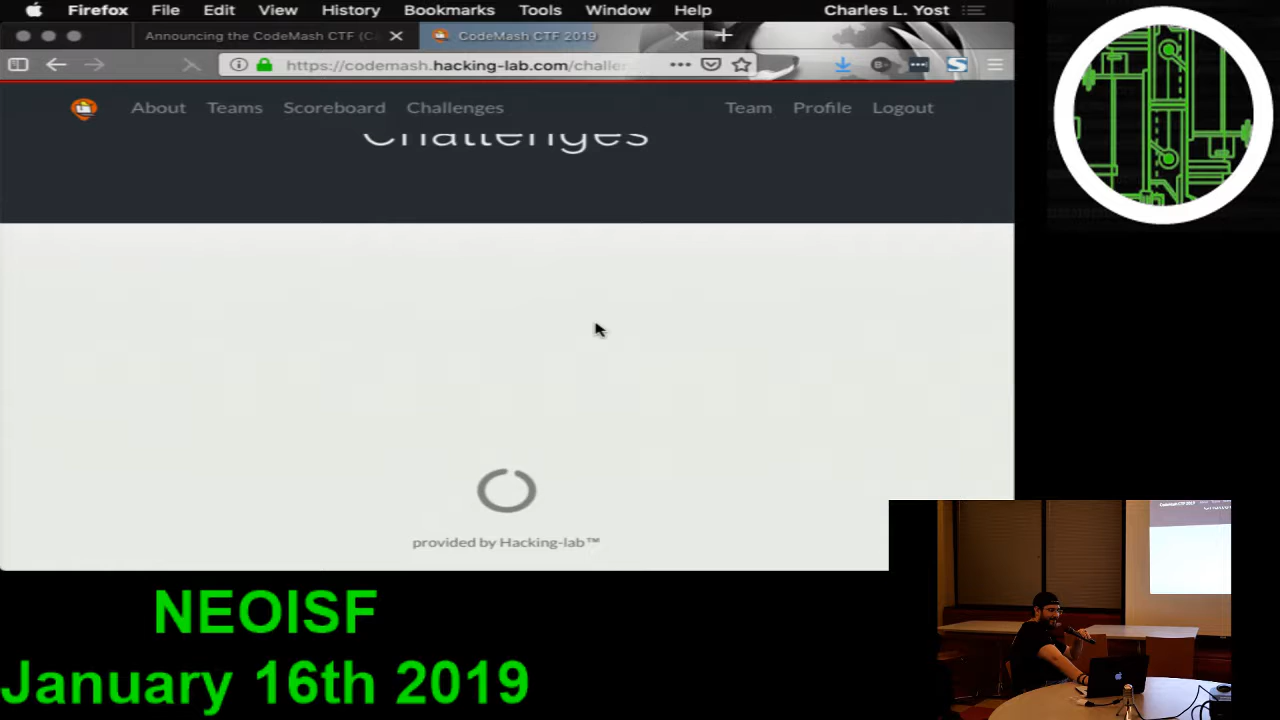 Firefox File Edit View History Bookmarks Tools Window Help Charles L. Yost
Announcing the CodeMash CTF (C
CodeMash CTF 2019
https://codemash.hacking-lab.com/challe
About Teams Scoreboard Challenges Team Profile Logout
Challenges
provided by Hacking-lab™
NEOISF
January 16th 2019